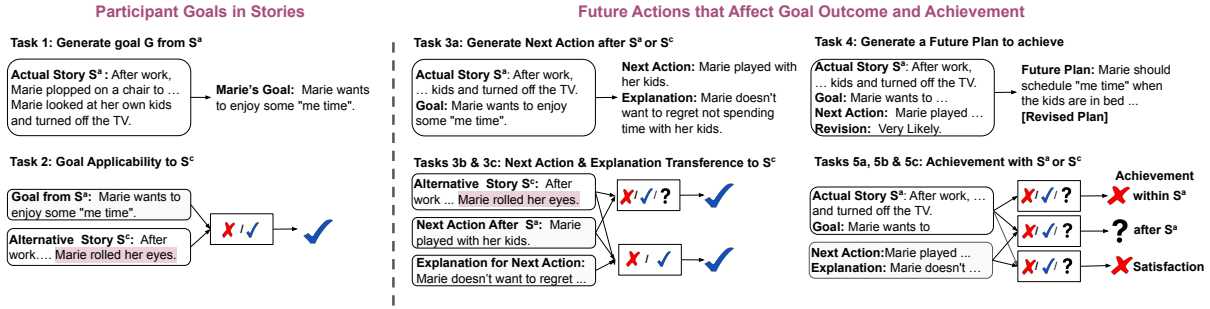 Participant Goals in Stories
Future Actions that Affect Goal Outcome and Achievement
Task 1: Generate goal G from Sᵃ
Actual Story Sᵃ : After work,
Marie plopped on a chair to …
Marie looked at her own kids
and turned off the TV.
Marie's Goal: Marie wants
to enjoy some "me time".
Task 2: Goal Applicability to Sᶜ
Goal from Sᵃ: Marie wants to
enjoy some "me time".
Alternative Story Sᶜ: After
work…. Marie rolled her eyes.
✗ / ✓
✓
Task 3a: Generate Next Action after Sᵃ or Sᶜ
Actual Story Sᵃ: After work,
… kids and turned off the TV.
Goal: Marie wants to enjoy
some "me time".
Next Action: Marie played with
her kids.
Explanation: Marie doesn't
want to regret not spending
time with her kids.
Tasks 3b & 3c: Next Action & Explanation Transference to Sᶜ
Alternative Story Sᶜ: After
work ... Marie rolled her eyes.
Next Action After Sᵃ: Marie
played with her kids.
Explanation for Next Action:
Marie don't want to regret ...
✗/ ✓/ ?
✓
✗ / ✓
✓
Task 4: Generate a Future Plan to achieve
Actual Story Sᵃ: After work,
… kids and turned off the TV.
Goal: Marie wants to …
Next Action: Marie played …
Revision: Very Likely.
Future Plan: Marie should
schedule "me time" when
the kids are in bed ...
[Revised Plan]
Tasks 5a, 5b & 5c: Achievement with Sᵃ or Sᶜ
Actual Story Sᵃ: After work, …
and turned off the TV.
Goal: Marie wants to
Next Action:Marie played ...
Explanation: Marie doesn't …
✗/ ✓/ ?
✗/ ✓/ ?
✗/ ✓/ ?
Achievement
✗ within Sᵃ
? after Sᵃ
✗ Satisfaction